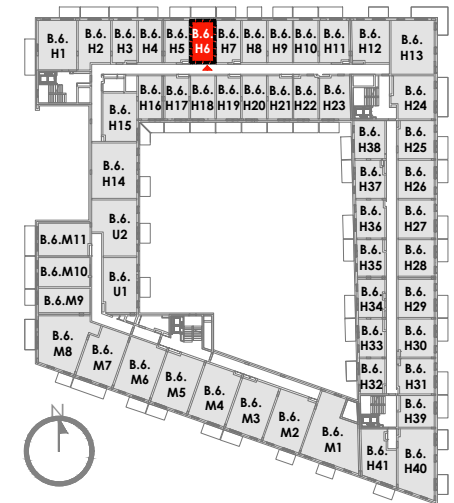 B.6.
H1
B.6.
H2
B.6.
H3
B.6.
H4
B.6.
H5
B.6.
H6
B.6.
H7
B.6.
H8
B.6.
H9
B.6.
H10
B.6.
H11
B.6.
H12
B.6.
H13
B.6.
H16
B.6.
H17
B.6.
H18
B.6.
H19
B.6.
H20
B.6.
H21
B.6.
H22
B.6.
H23
B.6.
H24
B.6.
H15
B.6.
H38
B.6.
H25
B.6.
H14
B.6.
H37
B.6.
H26
B.6.
U2
B.6.
H36
B.6.
H27
B.6.M11
B.6.
H35
B.6.
H28
B.6.M10
B.6.
U1
B.6.
H34
B.6.
H29
B.6.M9
B.6.
H33
B.6.
H30
B.6.
M8
B.6.
M7
B.6.
M6
B.6.
M5
B.6.
M4
B.6.
M3
B.6.
M2
B.6.
M1
B.6.
H32
B.6.
H31
B.6.
H39
B.6.
H41
B.6.
H40
N